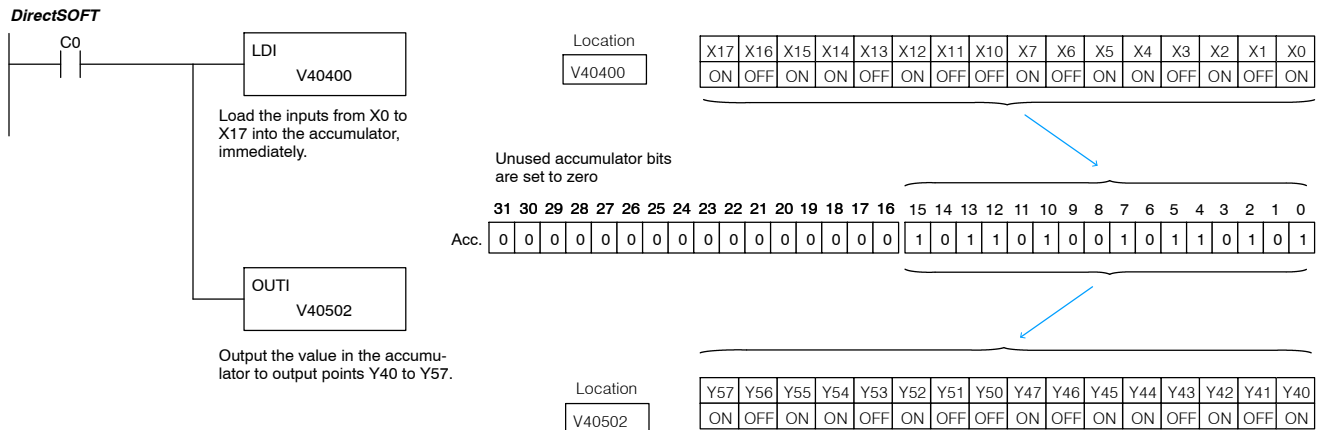 DirectSOFT
C0
LDI
V40400
Load the inputs from X0 to
X17 into the accumulator,
immediately.
Location
V40400
X17 X16 X15 X14 X13 X12 X11 X10 X7 X6 X5 X4 X3 X2 X1 X0
ON OFF ON ON OFF ON OFF OFF ON OFF ON ON OFF ON OFF ON
Unused accumulator bits
are set to zero
31 30 29 28 27 26 25 24 23 22 21 20 19 18 17 16 15 14 13 12 11 10 9 8 7 6 5 4 3 2 1 0
Acc. 0 0 0 0 0 0 0 0 0 0 0 0 0 0 0 0 1 0 1 1 0 1 0 0 1 0 1 1 0 1 0 1
OUTI
V40502
Output the value in the accumu-
lator to output points Y40 to Y57.
Location
V40502
Y57 Y56 Y55 Y54 Y53 Y52 Y51 Y50 Y47 Y46 Y45 Y44 Y43 Y42 Y41 Y40
ON OFF ON ON OFF ON OFF OFF ON OFF ON ON OFF ON OFF ON